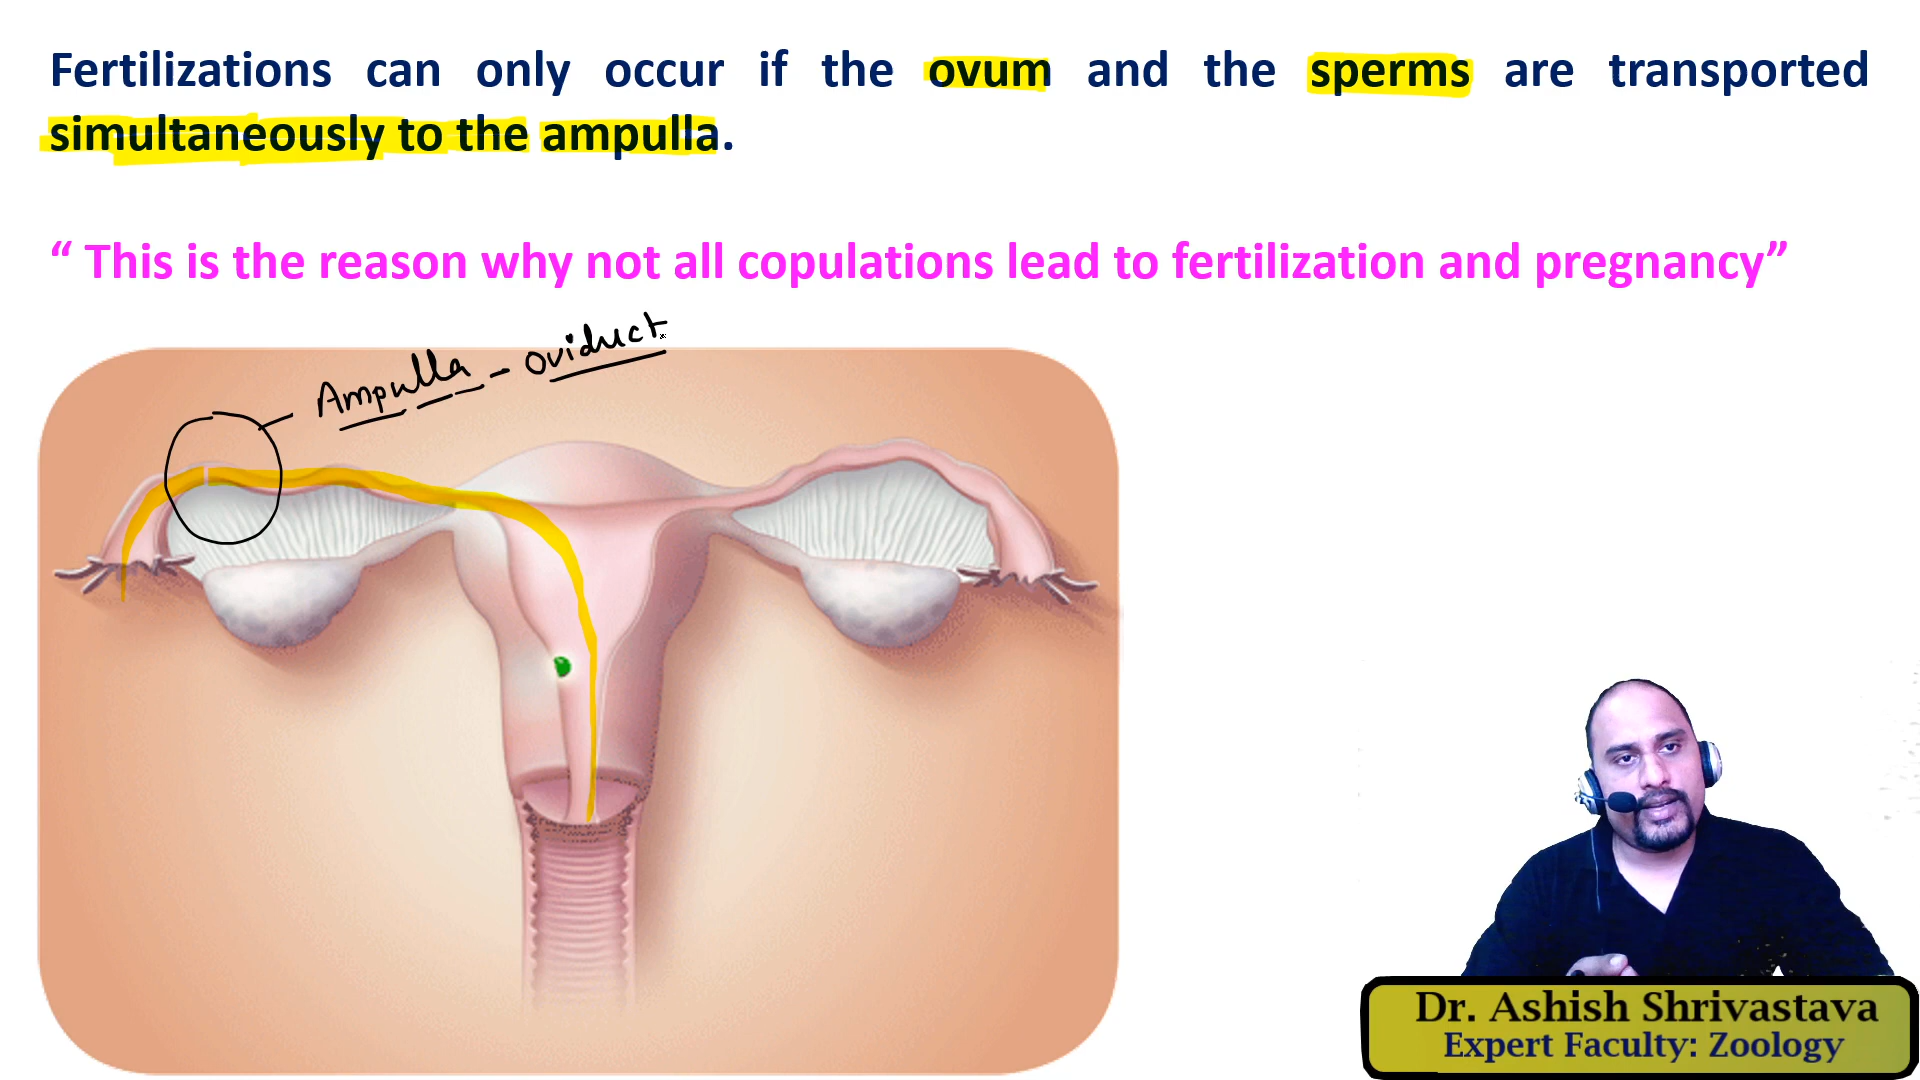 Fertilizations can only occur if the ovum and the sperms are transported
simultaneously to the ampulla.
“ This is the reason why not all copulations lead to fertilization and pregnancy”
Ampulla - oviduct
Dr. Ashish Shrivastava
Expert Faculty: Zoology